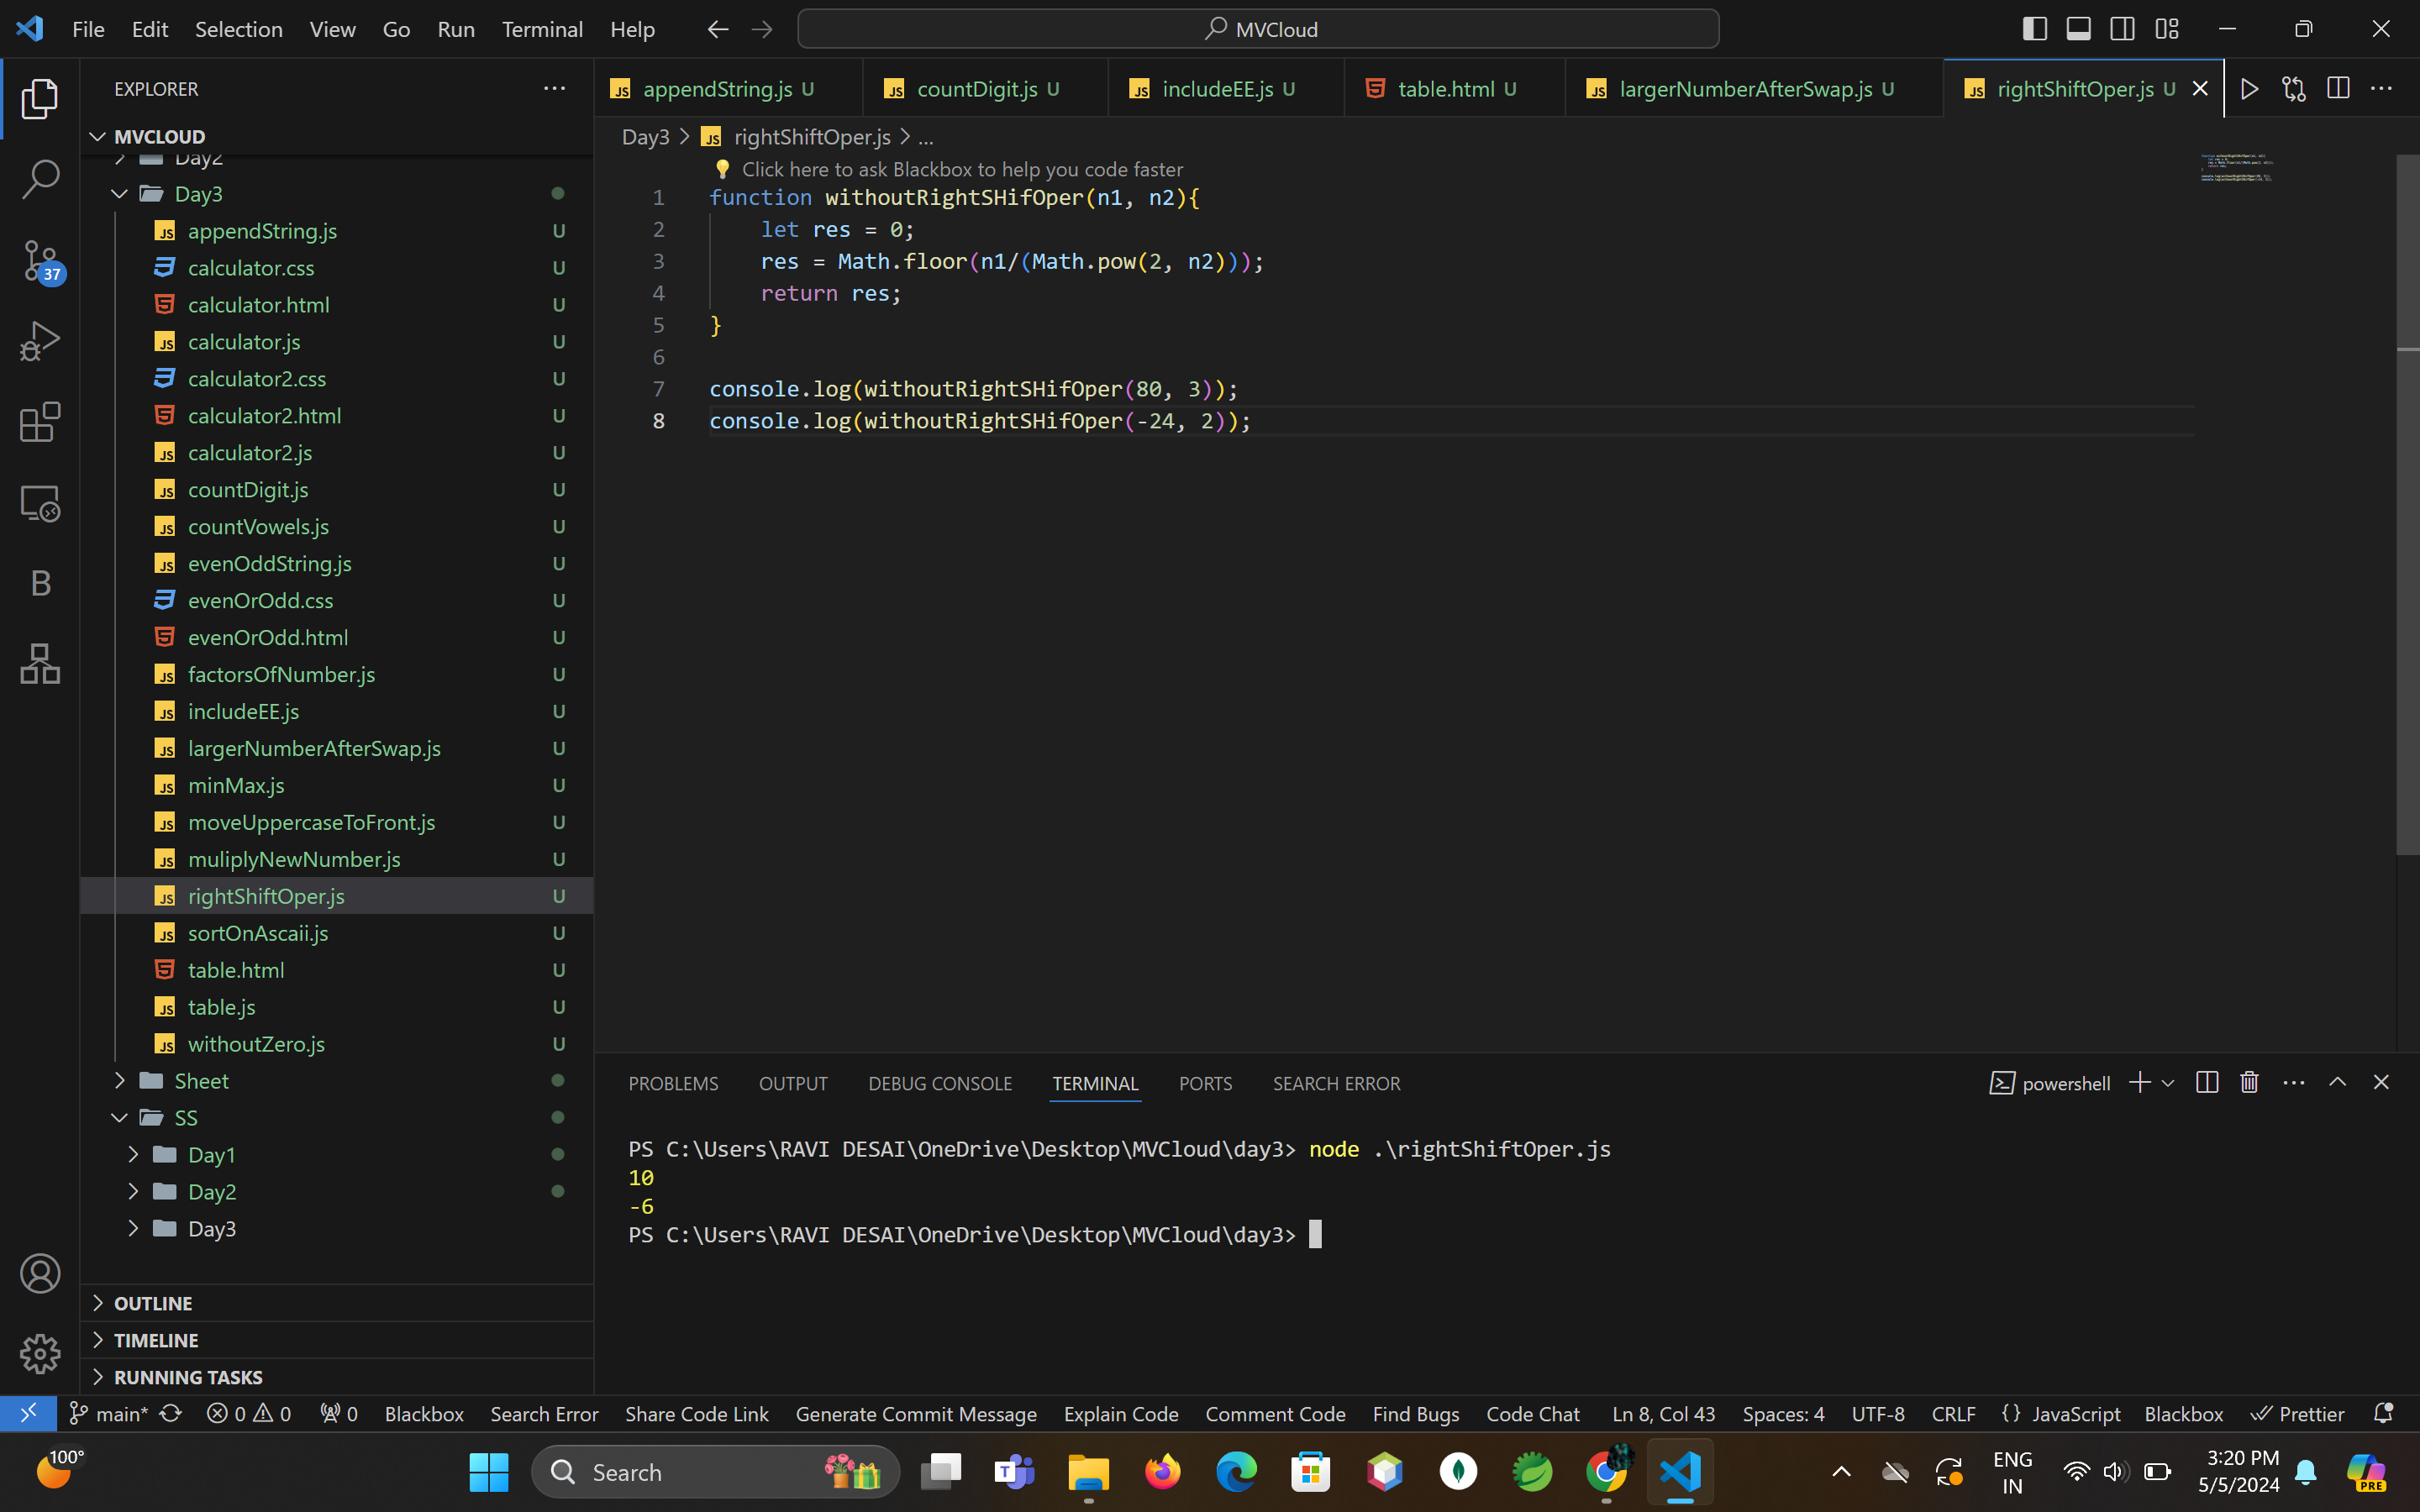 File Edit Selection View Go Run Terminal Help MVCloud
EXPLORER
MVCLOUD
Day2
Day3
appendString.js U
calculator.css U
calculator.html U
calculator.js U
calculator2.css U
calculator2.html U
calculator2.js U
countDigit.js U
countVowels.js U
evenOddString.js U
evenOrOdd.css U
evenOrOdd.html U
factorsOfNumber.js U
includeEE.js U
largerNumberAfterSwap.js U
minMax.js U
moveUppercaseToFront.js U
muliplyNewNumber.js U
rightShiftOper.js U
sortOnAscaii.js U
table.html U
table.js U
withoutZero.js U
Sheet
SS
Day1
Day2
Day3
OUTLINE
TIMELINE
RUNNING TASKS
37
B
appendString.js U countDigit.js U includeEE.js U table.html U largerNumberAfterSwap.js U rightShiftOper.js U
Day3 > rightShiftOper.js > ...
Click here to ask Blackbox to help you code faster
1 function withoutRightSHifOper(n1, n2){
2 let res = 0;
3 res = Math.floor(n1/(Math.pow(2, n2)));
4 return res;
5 }
6
7 console.log(withoutRightSHifOper(80, 3));
8 console.log(withoutRightSHifOper(-24, 2));
PROBLEMS OUTPUT DEBUG CONSOLE TERMINAL PORTS SEARCH ERROR powershell
PS C:\Users\RAVI DESAI\OneDrive\Desktop\MVCloud\day3> node .\rightShiftOper.js
10
-6
PS C:\Users\RAVI DESAI\OneDrive\Desktop\MVCloud\day3>
main* 0 0 0 Blackbox Search Error Share Code Link Generate Commit Message Explain Code Comment Code Find Bugs Code Chat Ln 8, Col 43 Spaces: 4 UTF-8 CRLF {} JavaScript Blackbox Prettier
100° Search ENG 3:20 PM
IN 5/5/2024 PRE